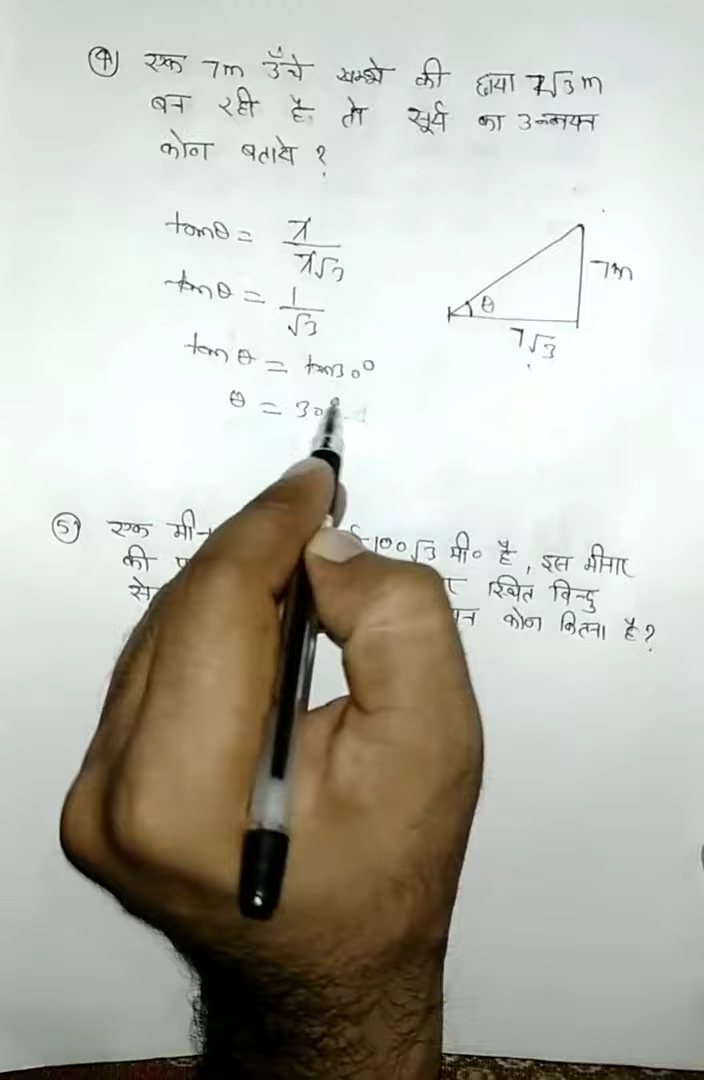 ④ एक 7m ऊँचे खम्भे की छाया 7√3 m
बन रही है, तो सूर्य का उन्नयन
कोण बताये ?
tanθ = 7/7√3
tanθ = 1/√3
tanθ = tan30°
θ = 30°
θ
7m
7√3
⑤ एक 100√3 मी० है, इस मीनार
की स्थित विन्दु
से कोण कितना है ?